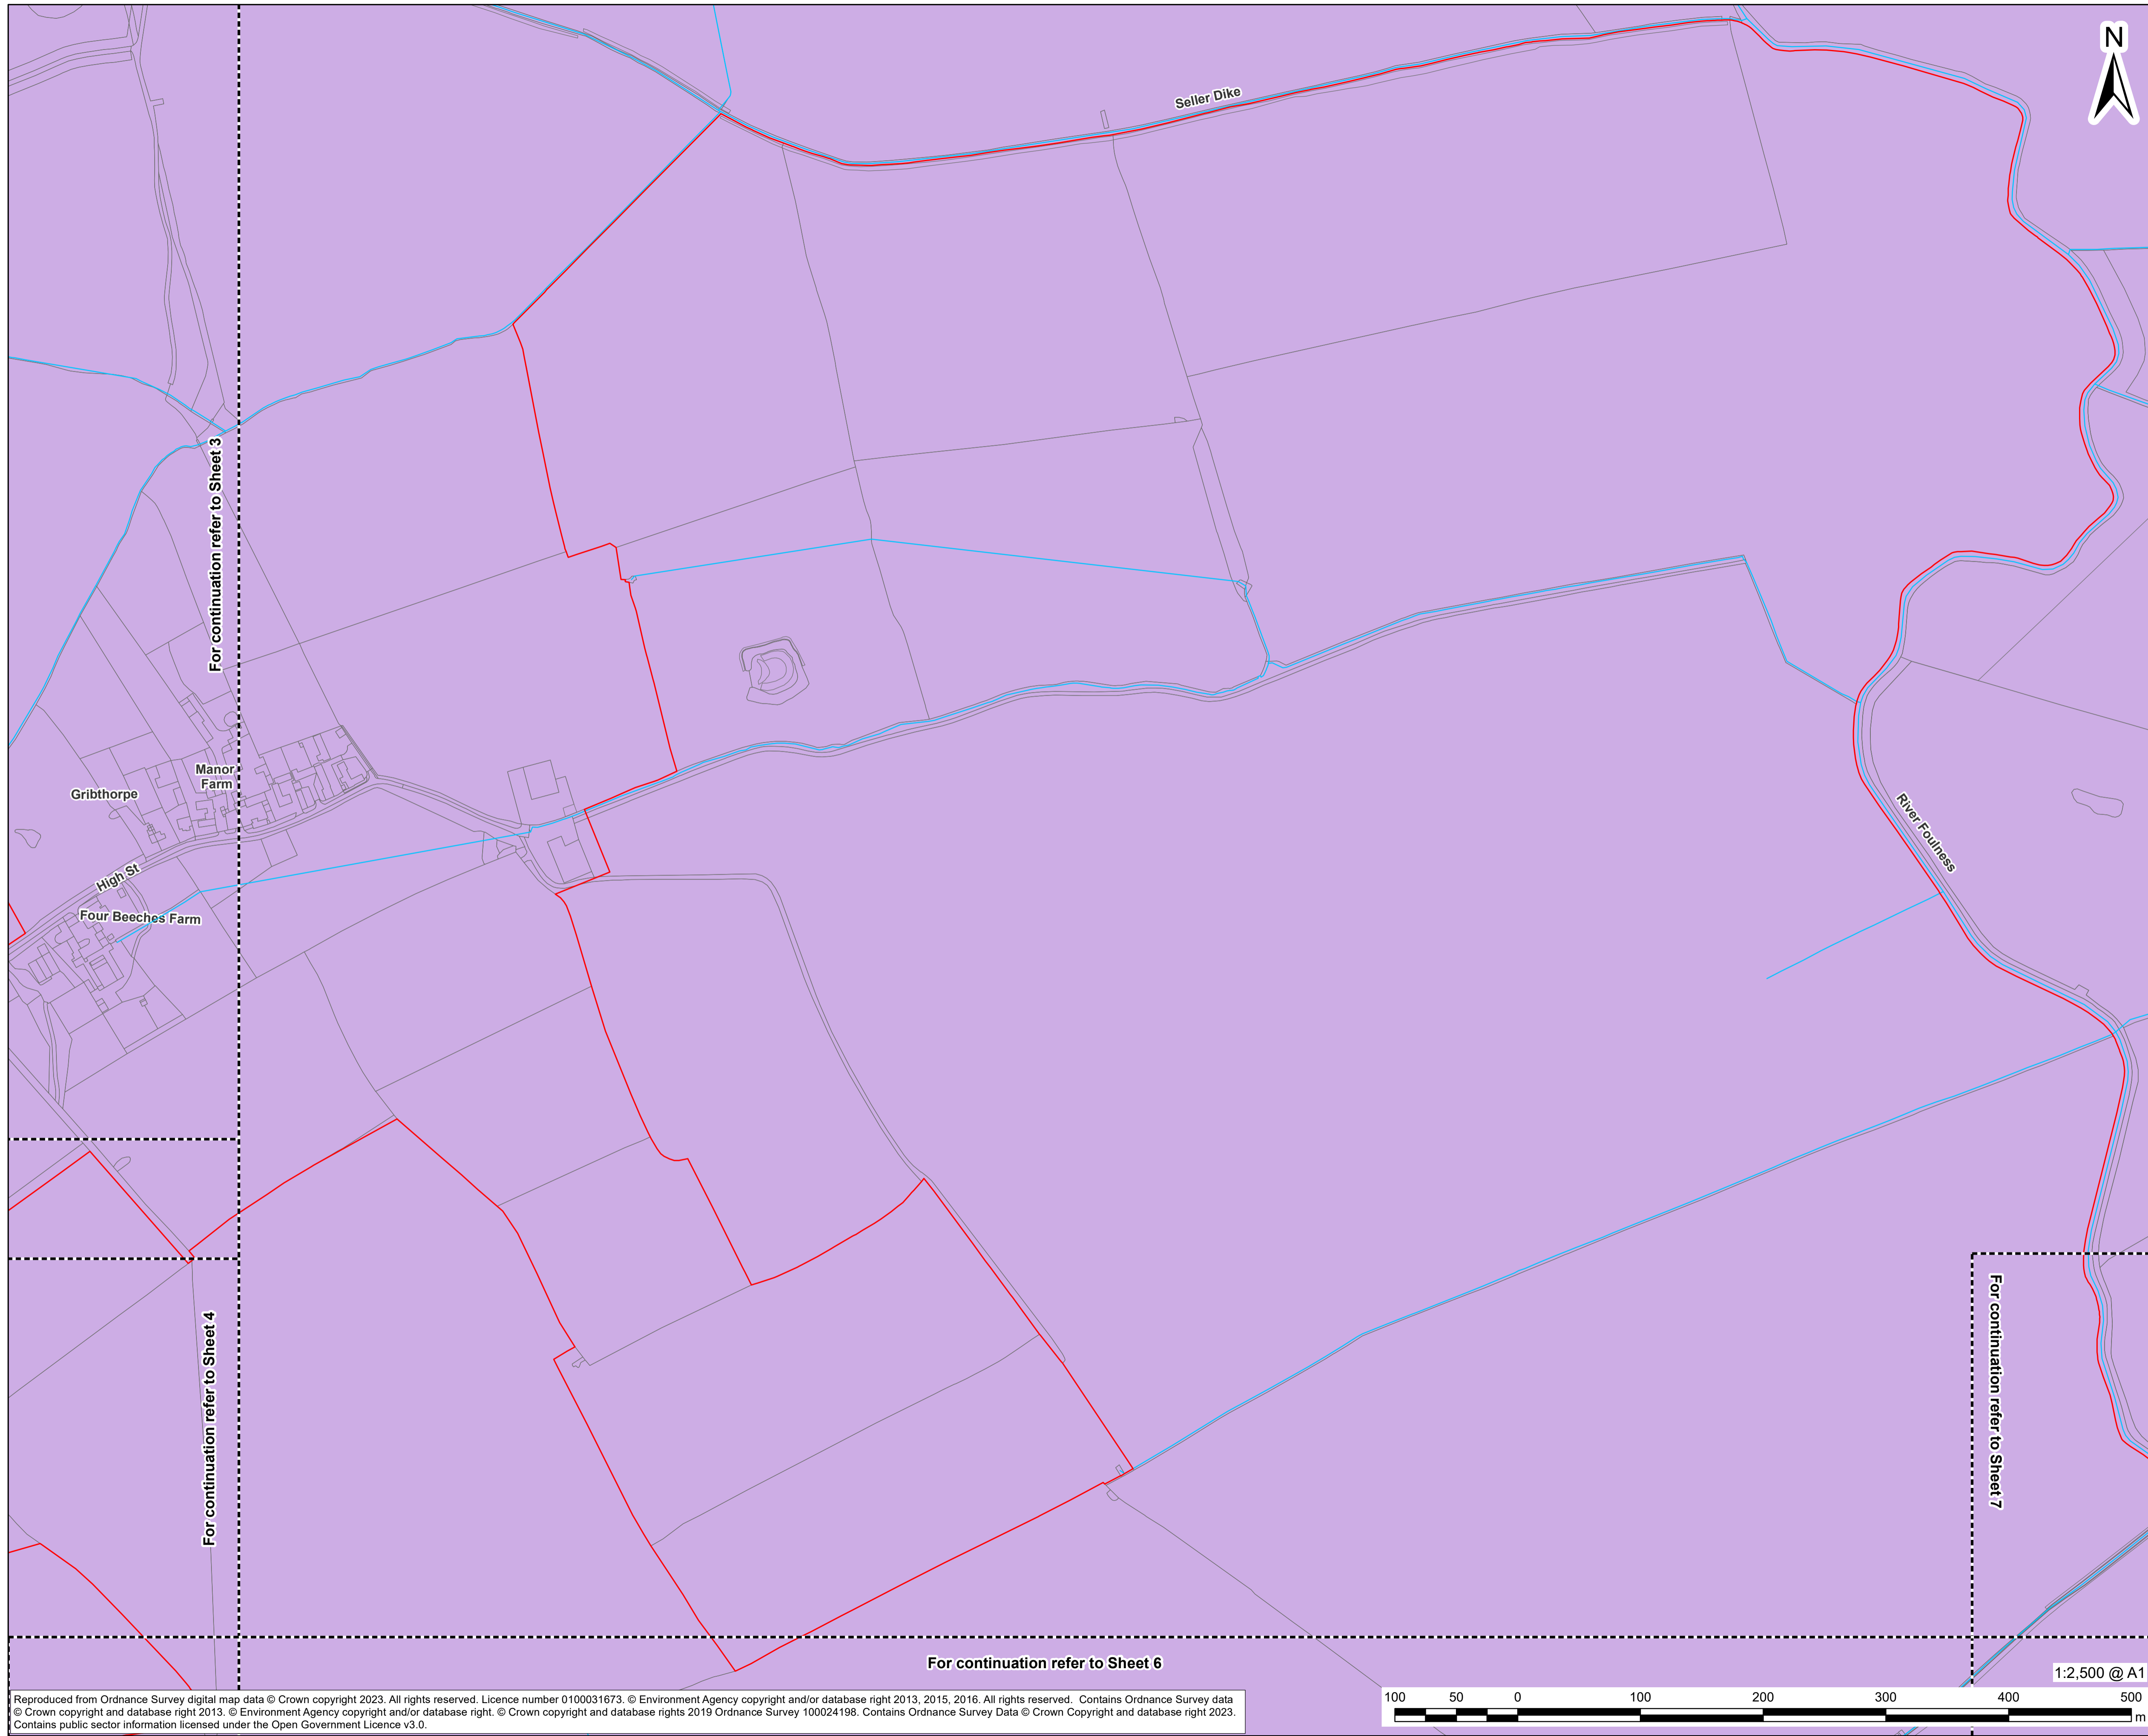 N
Seller Dike
For continuation refer to Sheet 3
Manor
Farm
Gribthorpe
High St
Four Beeches Farm
River Foulness
For continuation refer to Sheet 4
For continuation refer to Sheet 7
For continuation refer to Sheet 6
1:2,500 @ A1
100 50 0 100 200 300 400 500
m
Reproduced from Ordnance Survey digital map data © Crown copyright 2023. All rights reserved. Licence number 0100031673. © Environment Agency copyright and/or database right 2013, 2015, 2016. All rights reserved. Contains Ordnance Survey data
© Crown copyright and database right 2013. © Environment Agency copyright and/or database right. © Crown copyright and database rights 2019 Ordnance Survey 100024198. Contains Ordnance Survey Data © Crown Copyright and database right 2023.
Contains public sector information licensed under the Open Government Licence v3.0.